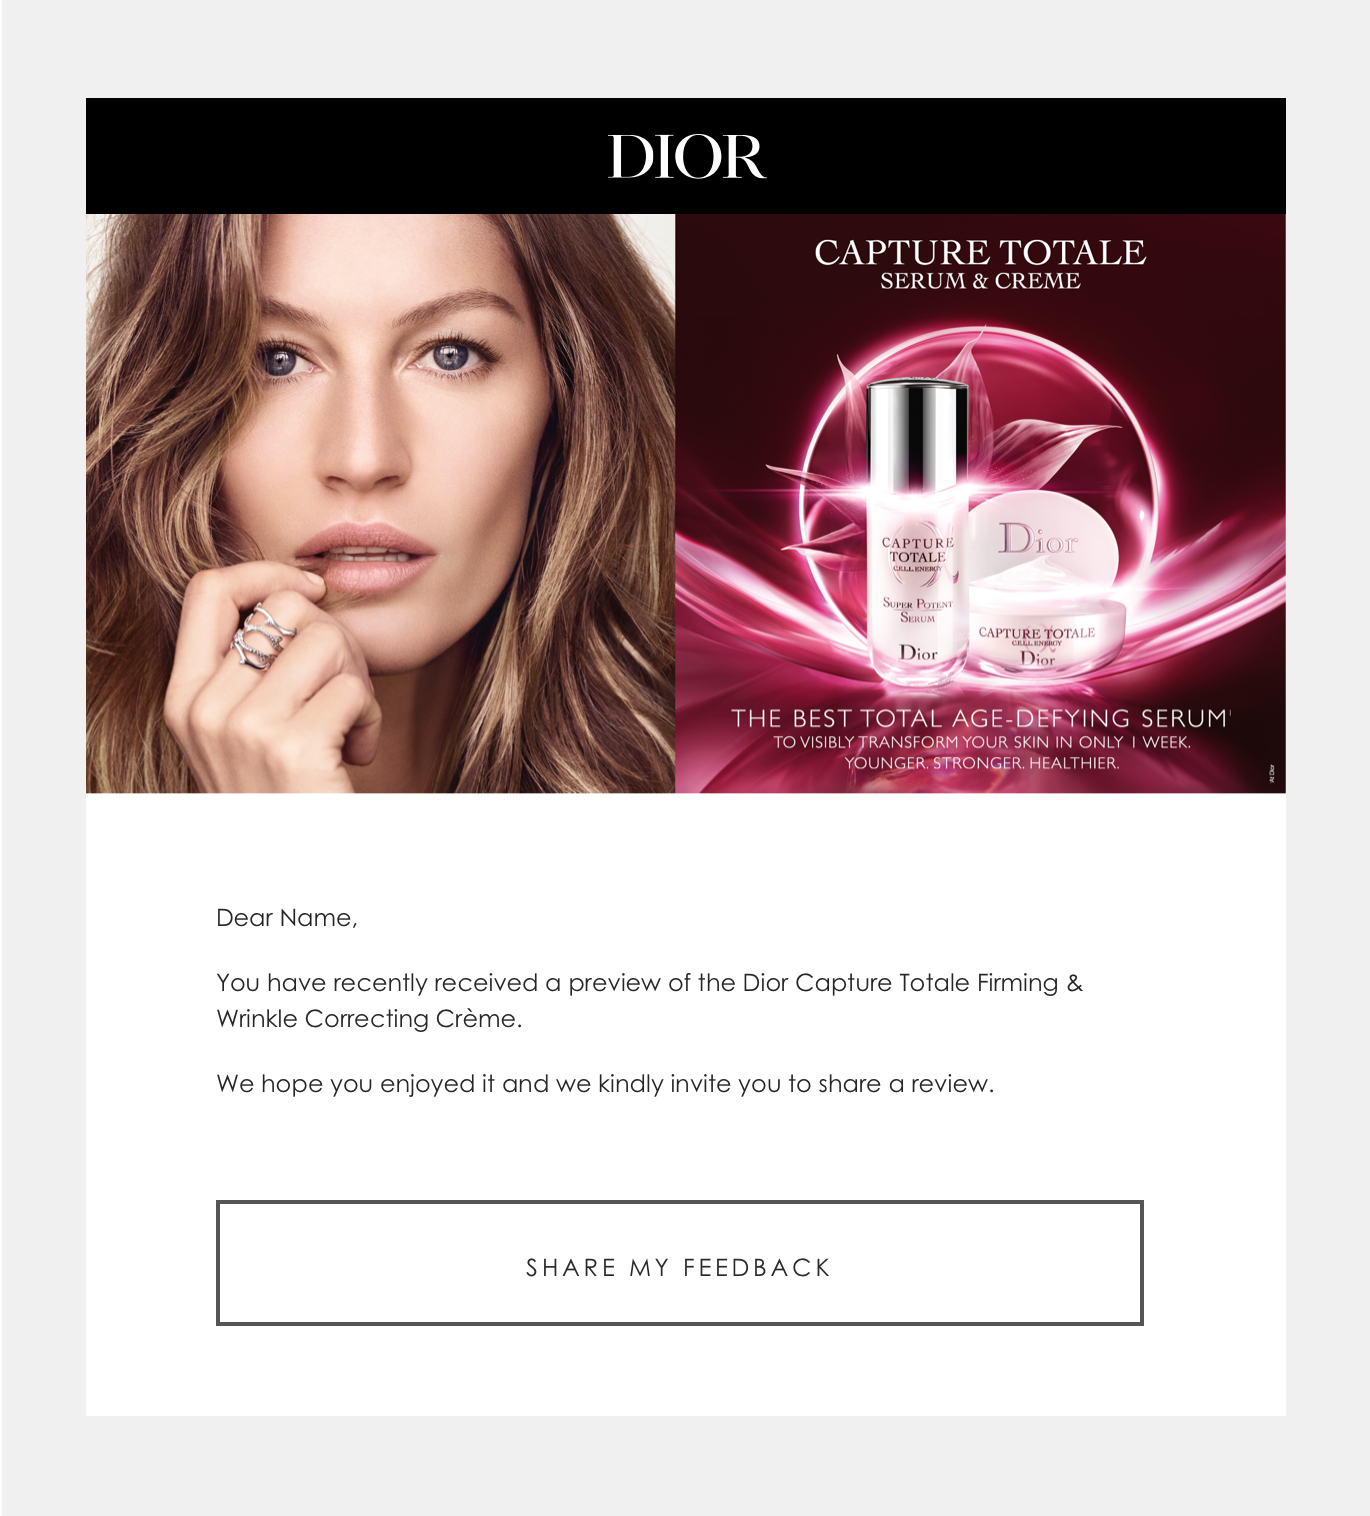 DIOR
CAPTURE TOTALE
SERUM & CREME
CAPTURE
TOTALE
C.E.L.L. ENERGY
SUPER POTENT
SERUM
Dior
Dior
CAPTURE TOTALE
C.E.L.L. ENERGY
Dior
THE BEST TOTAL AGE-DEFYING SERUM¹
TO VISIBLY TRANSFORM YOUR SKIN IN ONLY 1 WEEK.
YOUNGER. STRONGER. HEALTHIER.
¹At Dior
Dear Name,
You have recently received a preview of the Dior Capture Totale Firming &
Wrinkle Correcting Crème.
We hope you enjoyed it and we kindly invite you to share a review.
SHARE MY FEEDBACK